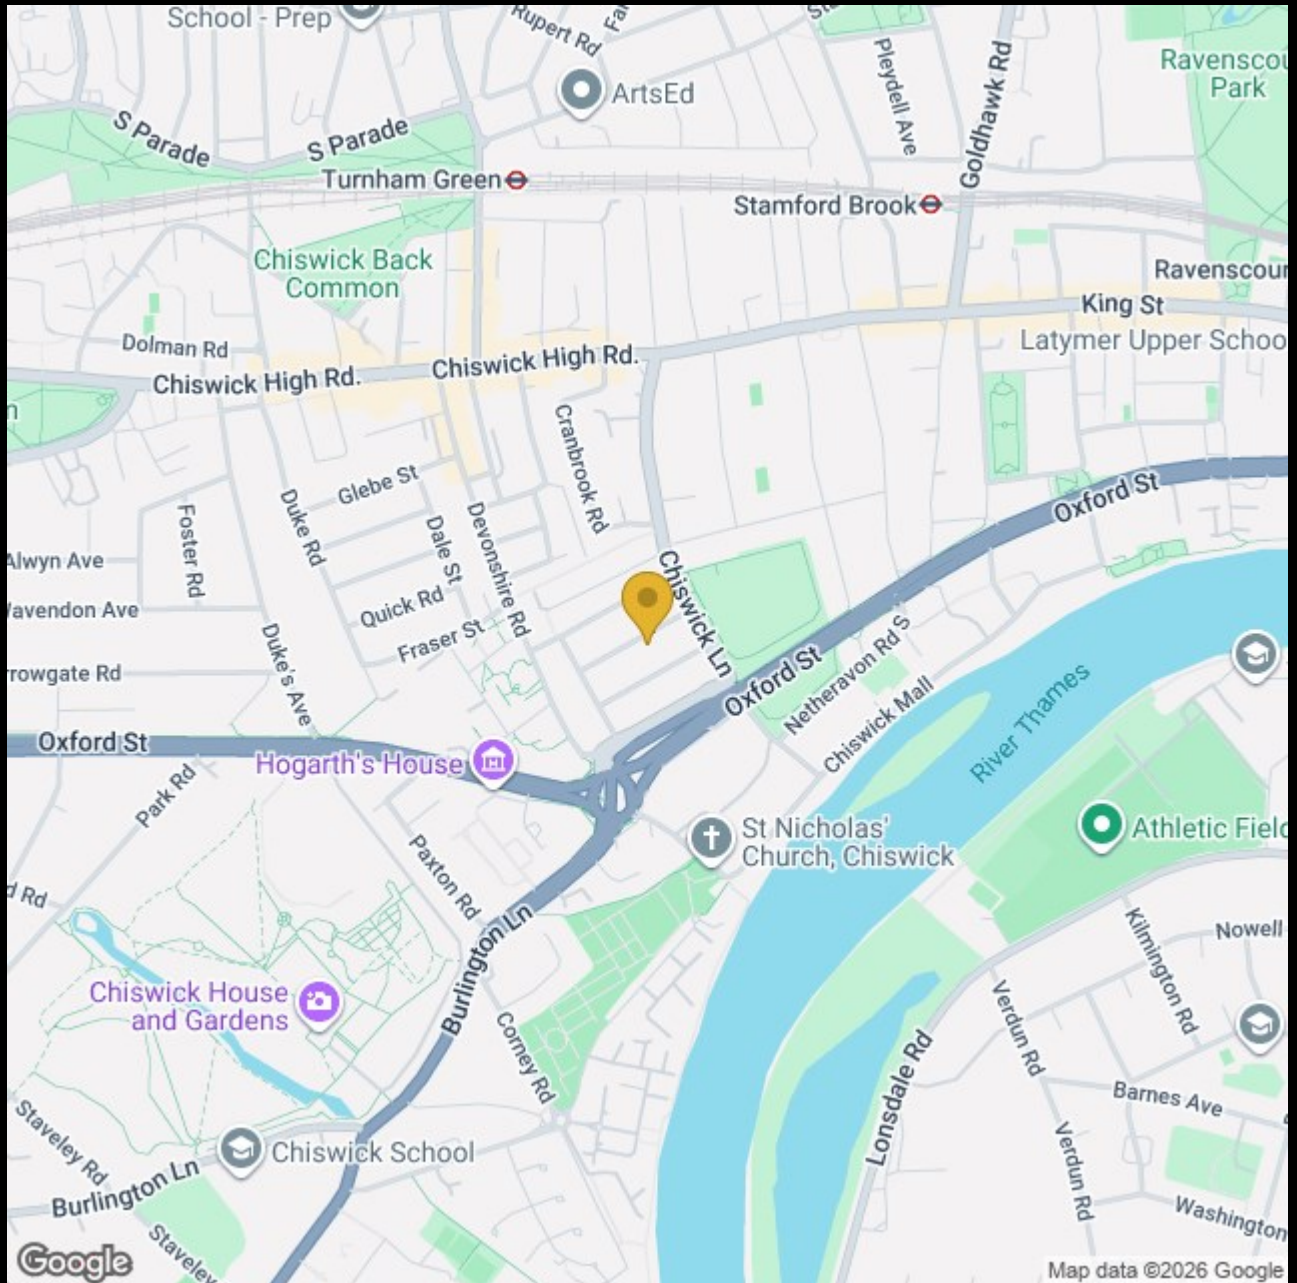 School - Prep
Rupert Rd
ArtsEd
Pleydell Ave
Goldhawk Rd
Ravenscou
Park
S Parade
S Parade
Turnham Green
Stamford Brook
Chiswick Back
Common
Ravenscour
King St
Latymer Upper Schoo
Dolman Rd
Chiswick High Rd.
Chiswick High Rd.
Cranbrook Rd
Glebe St
Duke Rd
Dale St
Devonshire Rd
Foster Rd
Oxford St
Alwyn Ave
Chiswick Ln
Quick Rd
Fraser St
Duke's Ave
Oxford St
Netheravon Rd S
Chiswick Mall
River Thames
Oxford St
Hogarth's House
Park Rd
St Nicholas'
Church, Chiswick
Athletic Field
Paxton Rd
Burlington Ln
d Rd
Kilmington Rd
Nowell
Chiswick House
and Gardens
Corney Rd
Verdun Rd
Lonsdale Rd
Barnes Ave
Staveley Rd
Chiswick School
Verdun Rd
Burlington Ln
Staveley
Washington
Google
Map data ©2026 Google